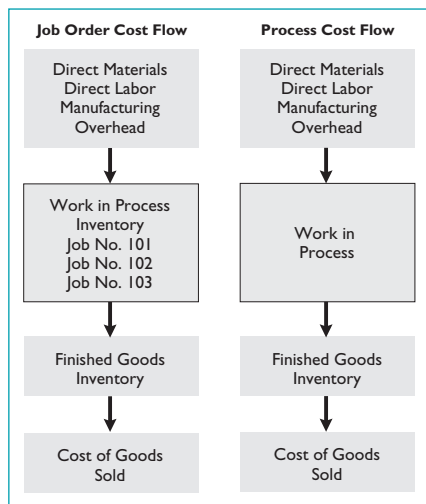 Job Order Cost Flow
Direct Materials
Direct Labor
Manufacturing
Overhead
Work in Process
Inventory
Job No. 101
Job No. 102
Job No. 103
Finished Goods
Inventory
Cost of Goods
Sold
Process Cost Flow
Direct Materials
Direct Labor
Manufacturing
Overhead
Work in
Process
Finished Goods
Inventory
Cost of Goods
Sold